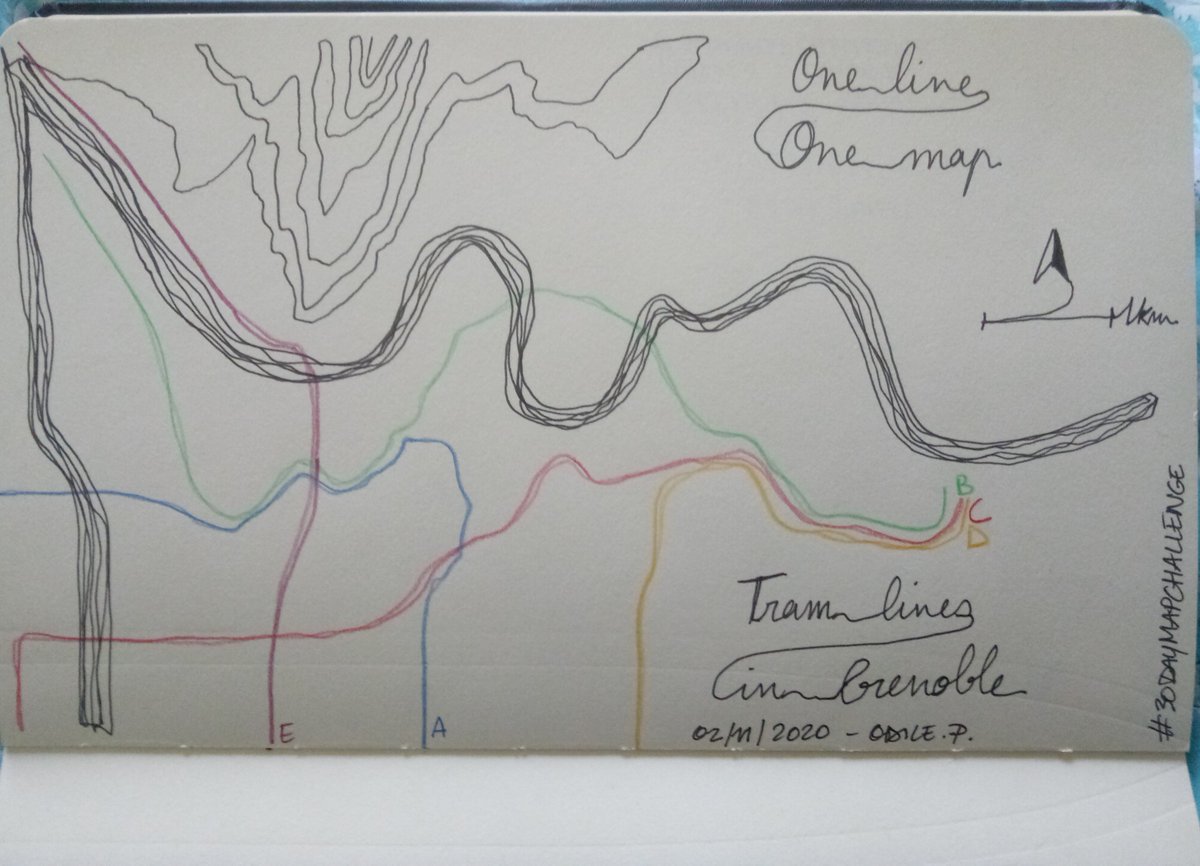 One line
One map
1km
B
C
D
Tram lines
in Grenoble
02/11/2020 - ODILE.P.
E
A
#30DAYMAPCHALLENGE